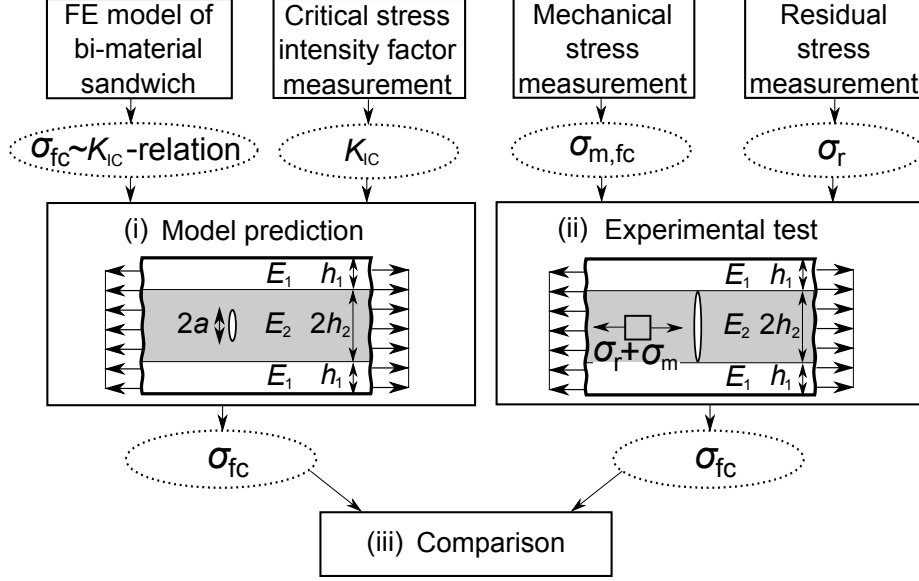 FE model of
bi-material
sandwich
Critical stress
intensity factor
measurement
Mechanical
stress
measurement
Residual
stress
measurement
σfc~KIC-relation
KIC
σm,fc
σr
(i) Model prediction
E1 h1
2a E2 2h2
E1 h1
(ii) Experimental test
E1 h1
E2 2h2
σr+σm
E1 h1
σfc
σfc
(iii) Comparison